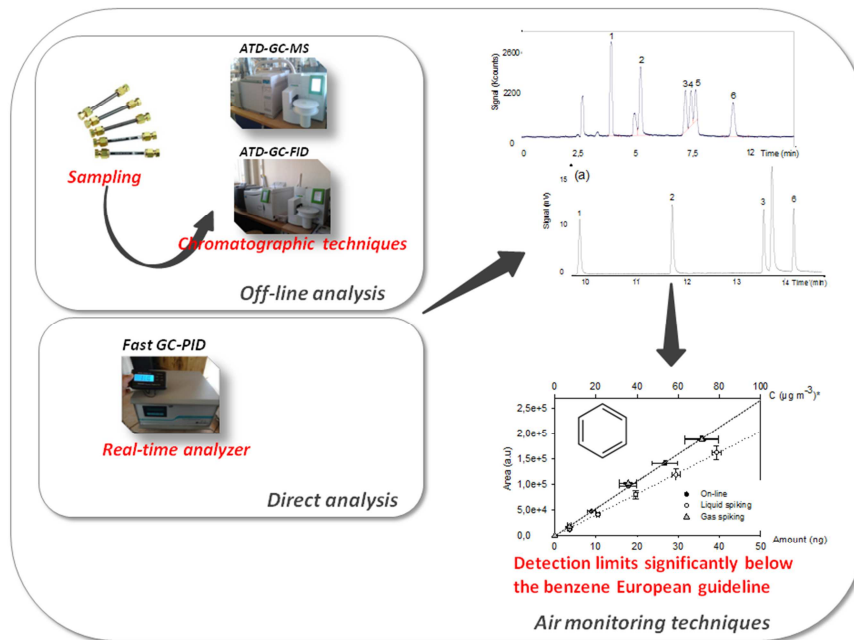 ATD-GC-MS
ATD-GC-FID
Sampling
Chromatographic techniques
Off-line analysis
Fast GC-PID
Real-time analyzer
Direct analysis
Signal (Kcounts)
2600
2200
1
2
3 4 5
6
0 2,5 5 7,5 12 Time (min)
(a)
Signal (mV)
15
10
5
0
1
2
3
6
10 11 12 13 14 Time (min)
0 20 40 60 80 100 C (µg m⁻³)*
Area (a.u)
2,5e+5
2,0e+5
1,5e+5
1,0e+5
5,0e+4
0,0
On-line
Liquid spiking
Gas spiking
0 10 20 30 40 50 Amount (ng)
Detection limits significantly below
the benzene European guideline
Air monitoring techniques